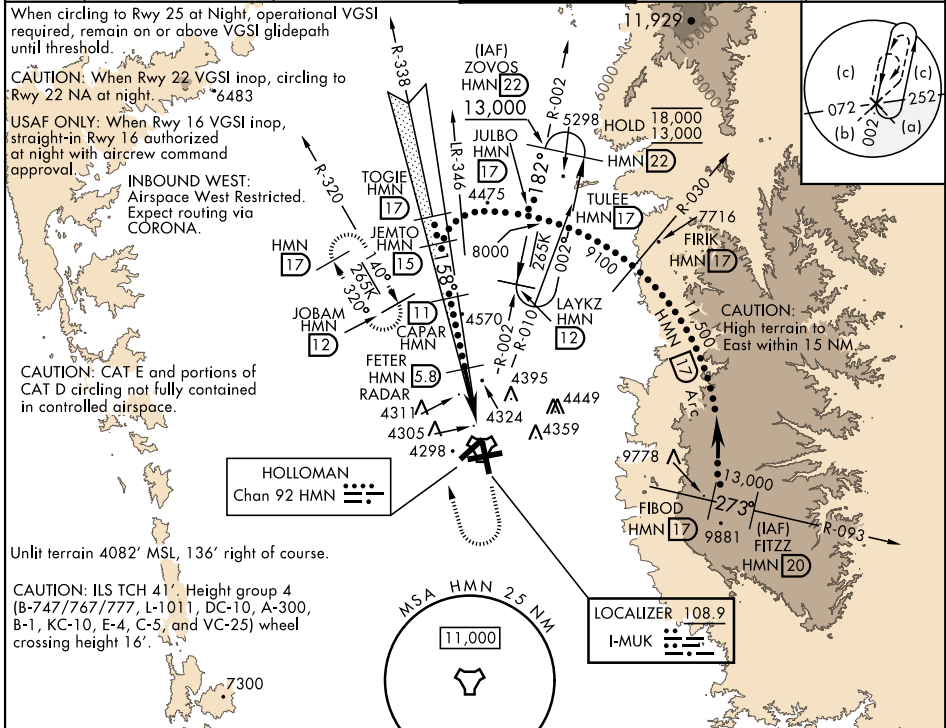 When circling to Rwy 25 at Night, operational VGSI
required, remain on or above VGSI glidepath
until threshold.
CAUTION: When Rwy 22 VGSI inop, circling to
Rwy 22 NA at night.
6483
USAF ONLY: When Rwy 16 VGSI inop,
straight-in Rwy 16 authorized
at night with aircrew command
approval.
INBOUND WEST:
Airspace West Restricted.
Expect routing via
CORONA.
R-338
(IAF)
ZOVOS
HMN 22
13,000
R-002
11,929
10,000
8000
6000
5298
HOLD 18,000
13,000
HMN 22
(c)
(c)
072
252
(b)
(a)
002°
JULBO
HMN
17
LR-346
182°
R-320
TOGIE
HMN
17
4475
TULEE
HMN 17
R-030
7716
FIRIK
HMN 17
JEMTO
HMN
15
8000
265K
002°
9100
HMN
17
140°
265K
320°
158°
JOBAM
HMN
12
11
CAPAR
HMN
4570
R-002
R-010
LAYKZ
HMN
12
11,500
HMN 17 Arc
CAUTION:
High terrain to
East within 15 NM.
CAUTION: CAT E and portions of
CAT D circling not fully contained
in controlled airspace.
FETER
HMN 5.8
RADAR
4395
4311
4324
4449
4305
4359
4298
9778
13,000
273°
HOLLOMAN
Chan 92 HMN
FIBOD
HMN 17
9881
(IAF)
FITZZ
HMN 20
R-093
Unlit terrain 4082' MSL, 136' right of course.
CAUTION: ILS TCH 41'. Height group 4
(B-747/767/777, L-1011, DC-10, A-300,
B-1, KC-10, E-4, C-5, and VC-25) wheel
crossing height 16'.
MSA HMN 25 NM
11,000
LOCALIZER 108.9
I-MUK
7300